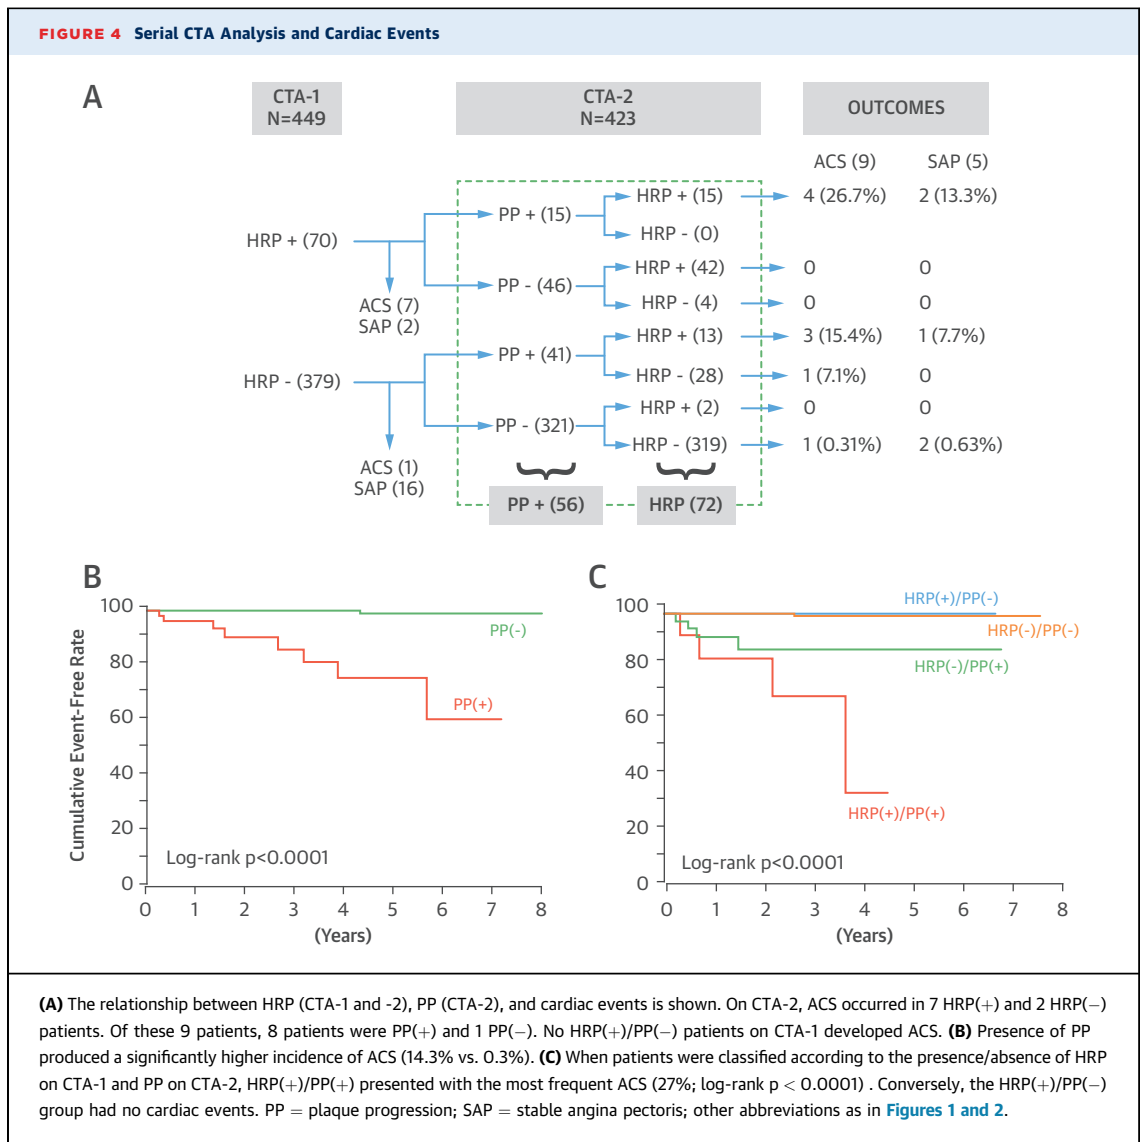 FIGURE 4 Serial CTA Analysis and Cardiac Events
A
CTA-1
N=449
CTA-2
N=423
OUTCOMES
ACS (9) SAP (5)
HRP + (70)
ACS (7)
SAP (2)
PP + (15)
HRP + (15) 4 (26.7%) 2 (13.3%)
HRP - (0)
PP - (46)
HRP + (42) 0 0
HRP - (4) 0 0
HRP - (379)
ACS (1)
SAP (16)
PP + (41)
HRP + (13) 3 (15.4%) 1 (7.7%)
HRP - (28) 1 (7.1%) 0
PP - (321)
HRP + (2) 0 0
HRP - (319) 1 (0.31%) 2 (0.63%)
PP + (56) HRP (72)
B
Cumulative Event-Free Rate
100
80
60
40
20
0
PP(-)
PP(+)
Log-rank p<0.0001
0 1 2 3 4 5 6 7 8
(Years)
C
100
80
60
40
20
0
HRP(+)/PP(-)
HRP(-)/PP(-)
HRP(-)/PP(+)
HRP(+)/PP(+)
Log-rank p<0.0001
0 1 2 3 4 5 6 7 8
(Years)
(A) The relationship between HRP (CTA-1 and -2), PP (CTA-2), and cardiac events is shown. On CTA-2, ACS occurred in 7 HRP(+) and 2 HRP(−)
patients. Of these 9 patients, 8 patients were PP(+) and 1 PP(−). No HRP(+)/PP(−) patients on CTA-1 developed ACS. (B) Presence of PP
produced a significantly higher incidence of ACS (14.3% vs. 0.3%). (C) When patients were classified according to the presence/absence of HRP
on CTA-1 and PP on CTA-2, HRP(+)/PP(+) presented with the most frequent ACS (27%; log-rank p < 0.0001) . Conversely, the HRP(+)/PP(−)
group had no cardiac events. PP = plaque progression; SAP = stable angina pectoris; other abbreviations as in Figures 1 and 2.